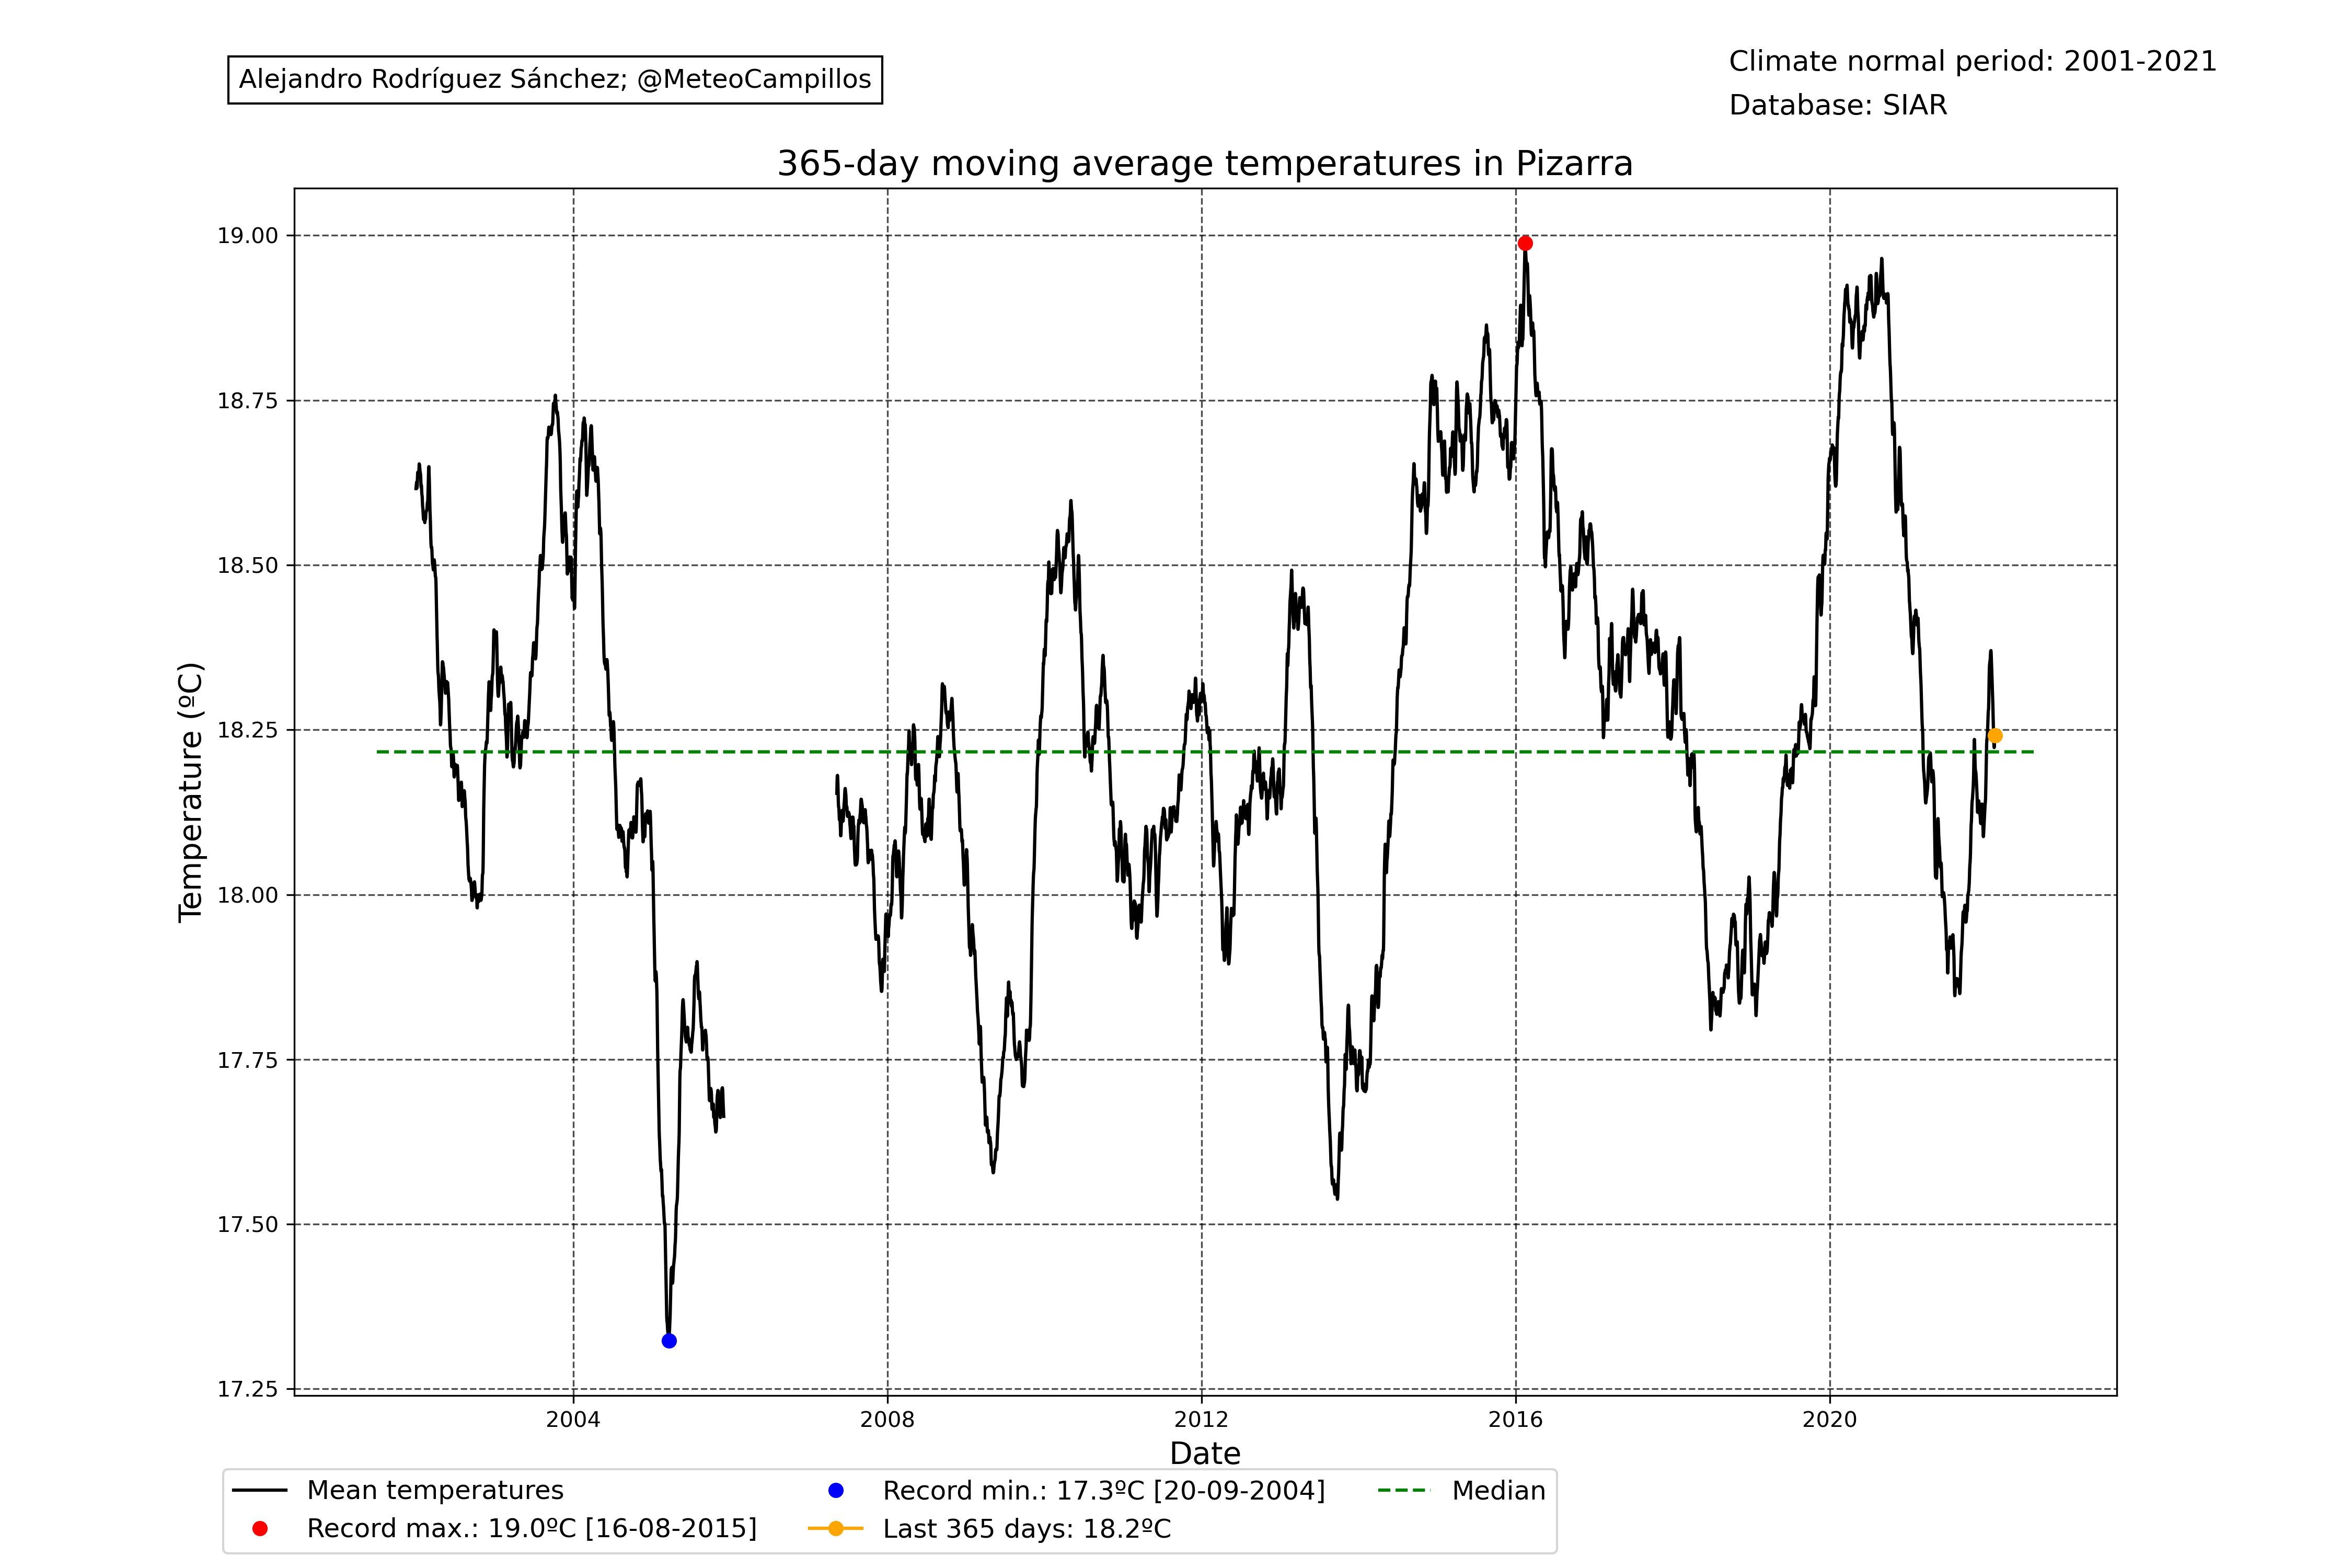 Alejandro Rodríguez Sánchez; @MeteoCampillos
Climate normal period: 2001-2021
Database: SIAR
365-day moving average temperatures in Pizarra
19.00
18.75
18.50
18.25
18.00
17.75
17.50
17.25
Temperature (ºC)
2004 2008 2012 2016 2020
Date
Mean temperatures
Record max.: 19.0ºC [16-08-2015]
Record min.: 17.3ºC [20-09-2004]
Last 365 days: 18.2ºC
Median